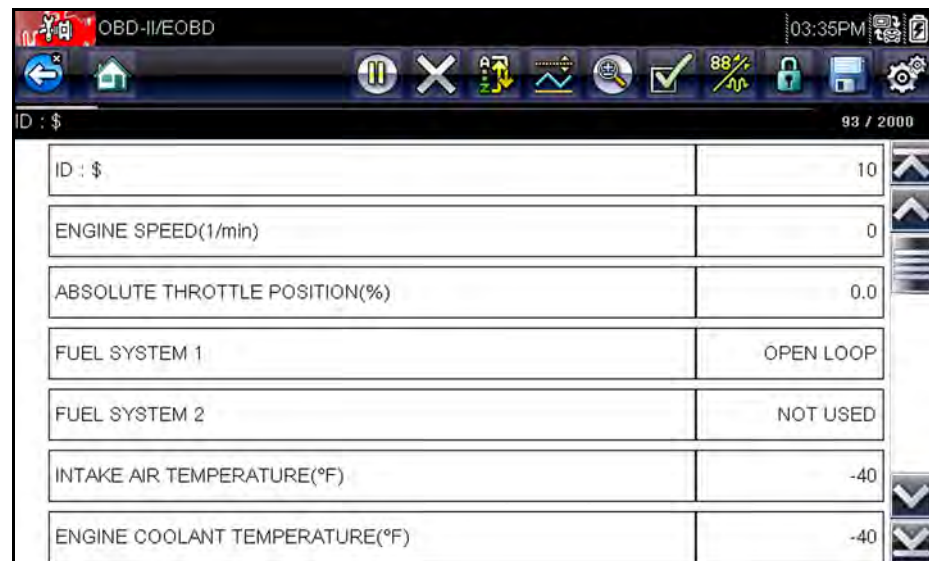 OBD-II/EOBD 03:35PM
ID : $ 93 / 2000
ID : $ 10
ENGINE SPEED(1/min) 0
ABSOLUTE THROTTLE POSITION(%) 0.0
FUEL SYSTEM 1 OPEN LOOP
FUEL SYSTEM 2 NOT USED
INTAKE AIR TEMPERATURE(°F) -40
ENGINE COOLANT TEMPERATURE(°F) -40